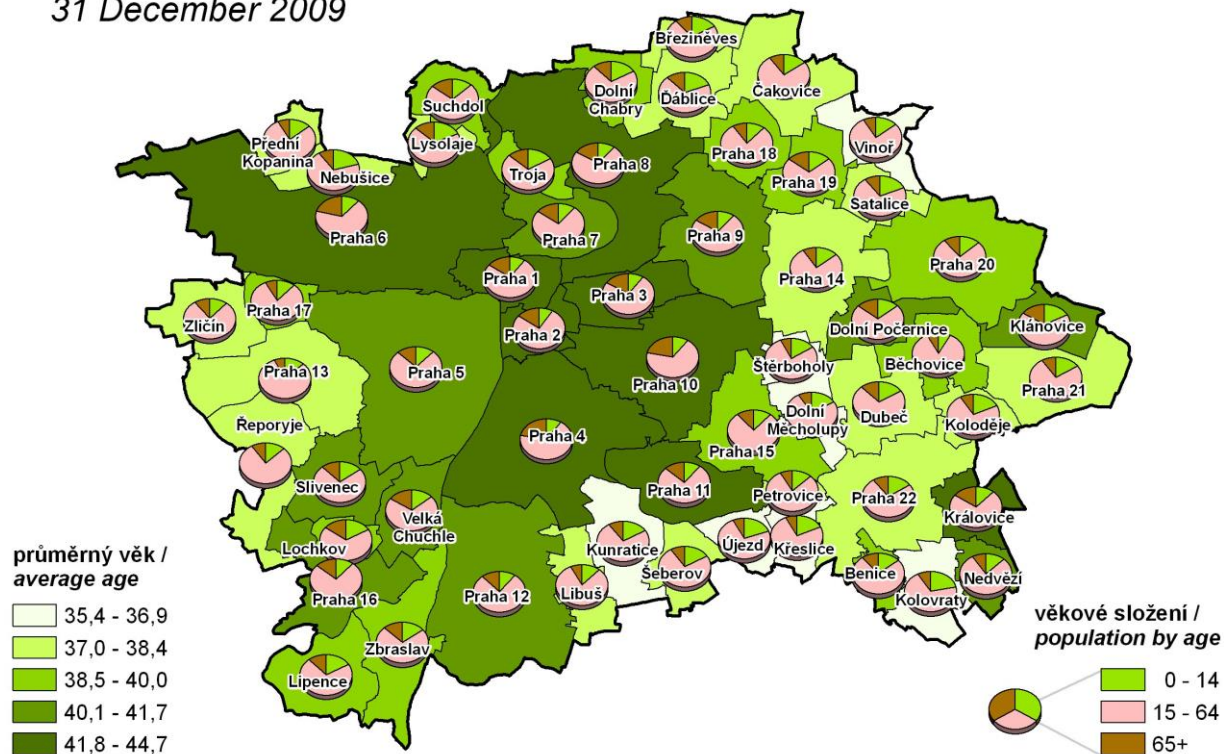 31 December 2009
Březiněves
Dolní
Chabry
Ďáblice
Čakovice
Suchdol
Přední
Kopanina
Lysolaje
Nebušice
Troja
Praha 8
Praha 18
Vinoř
Praha 19
Satalice
Praha 6
Praha 7
Praha 9
Praha 20
Praha 1
Praha 14
Praha 3
Praha 17
Zličín
Praha 2
Dolní Počernice
Klánovice
Praha 13
Praha 5
Praha 10
Štěrboholy
Běchovice
Praha 21
Řeporyje
Praha 4
Dolní
Měcholupy
Dubeč
Koloděje
Praha 15
Slivenec
Praha 11
Petrovice
Praha 22
Královice
Velká
Chuchle
Lochkov
Kunratice
Újezd
Křeslice
Šeberov
Benice
Nedvězí
Praha 16
Praha 12
Libuš
Kolovraty
Zbraslav
Lipence
průměrný věk /
average age
35,4 - 36,9
37,0 - 38,4
38,5 - 40,0
40,1 - 41,7
41,8 - 44,7
věkové složení /
population by age
0 - 14
15 - 64
65+